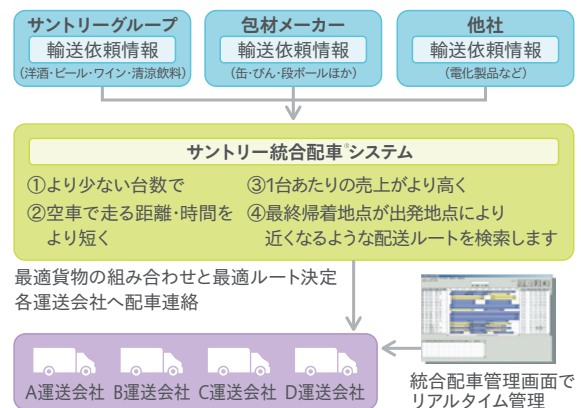 サントリーグループ
輸送依頼情報
（洋酒・ビール・ワイン・清涼飲料）
包材メーカー
輸送依頼情報
（缶・びん・段ボールほか）
他社
輸送依頼情報
（電化製品など）
サントリー統合配車®システム
①より少ない台数で
②空車で走る距離・時間を
より短く
③1台あたりの売上がより高く
④最終帰着地点が出発地点により
近くなるような配送ルートを検索します
最適貨物の組み合わせと最適ルート決定
各運送会社へ配車連絡
A運送会社 B運送会社 C運送会社 D運送会社
統合配車管理画面で
リアルタイム管理